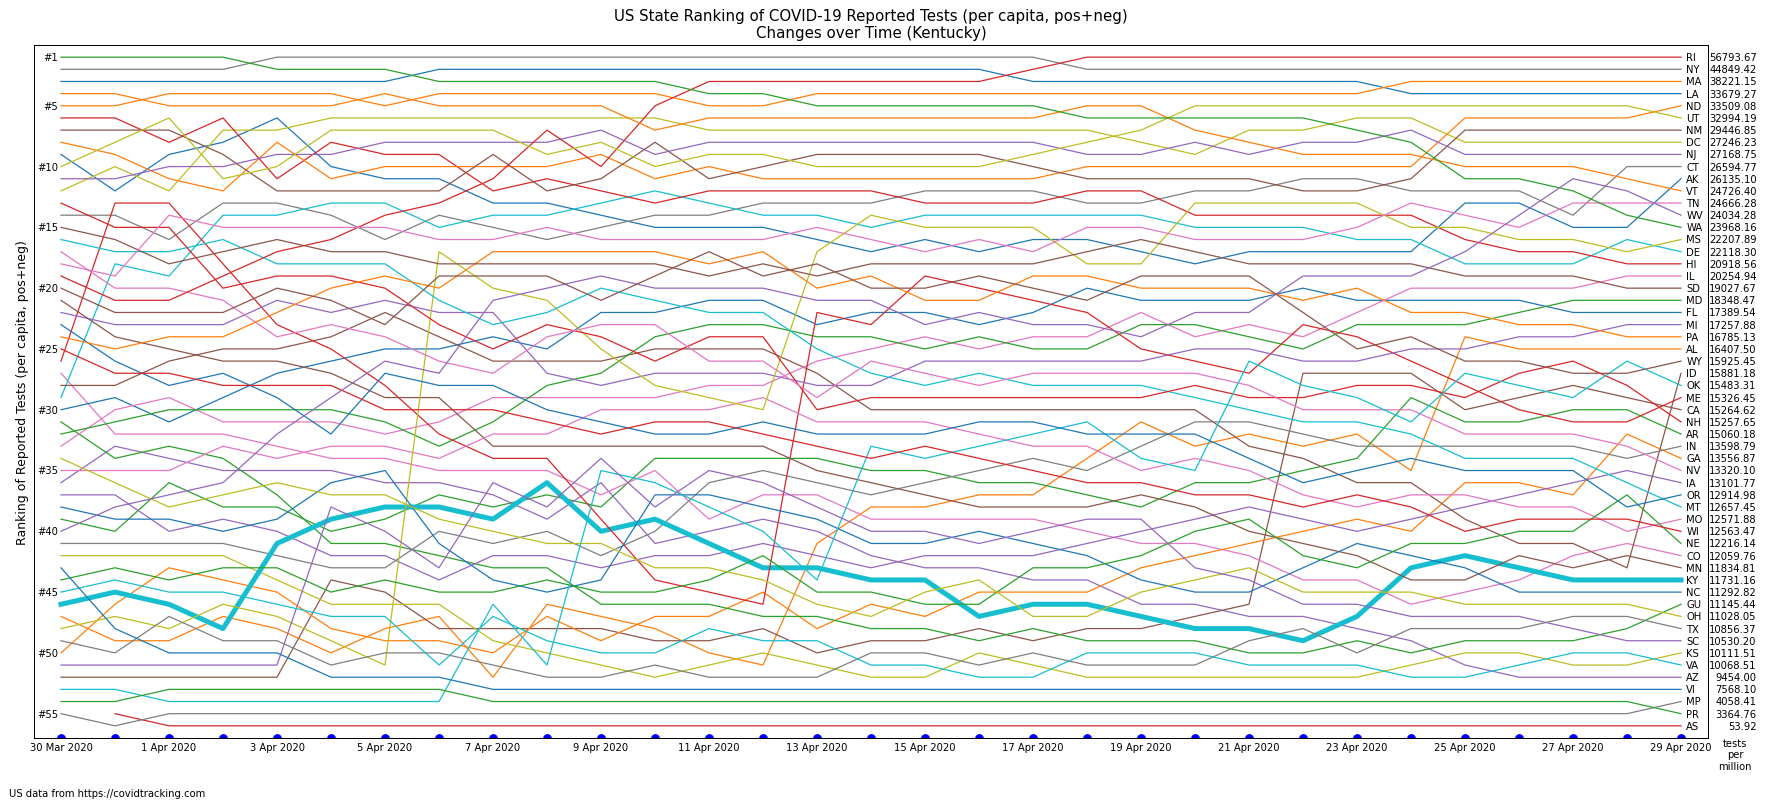 US State Ranking of COVID-19 Reported Tests (per capita, pos+neg)
Changes over Time (Kentucky)
Ranking of Reported Tests (per capita, pos+neg)
#1
#5
#10
#15
#20
#25
#30
#35
#40
#45
#50
#55
RI 56793.67
NY 44849.42
MA 38221.15
LA 33679.27
ND 33509.08
UT 32994.19
NM 29446.85
DC 27246.23
NJ 27168.75
CT 26594.77
AK 26135.10
VT 24726.40
TN 24666.28
WV 24034.28
WA 23968.16
MS 22207.89
DE 22118.30
HI 20918.56
IL 20254.94
SD 19027.67
MD 18348.47
FL 17389.54
MI 17257.88
PA 16785.13
AL 16407.50
WY 15925.45
ID 15881.18
OK 15483.31
ME 15326.45
CA 15264.62
NH 15257.65
AR 15060.18
IN 13598.79
GA 13556.87
NV 13320.10
IA 13101.77
OR 12914.98
MT 12657.45
MO 12571.88
WI 12563.47
NE 12216.14
CO 12059.76
MN 11834.81
KY 11731.16
NC 11292.82
GU 11145.44
OH 11028.05
TX 10856.37
SC 10530.20
KS 10111.51
VA 10068.51
AZ 9454.00
VI 7568.10
MP 4058.41
PR 3364.76
AS 53.92
30 Mar 2020 1 Apr 2020 3 Apr 2020 5 Apr 2020 7 Apr 2020 9 Apr 2020 11 Apr 2020 13 Apr 2020 15 Apr 2020 17 Apr 2020 19 Apr 2020 21 Apr 2020 23 Apr 2020 25 Apr 2020 27 Apr 2020 29 Apr 2020
tests
per
million
US data from https://covidtracking.com